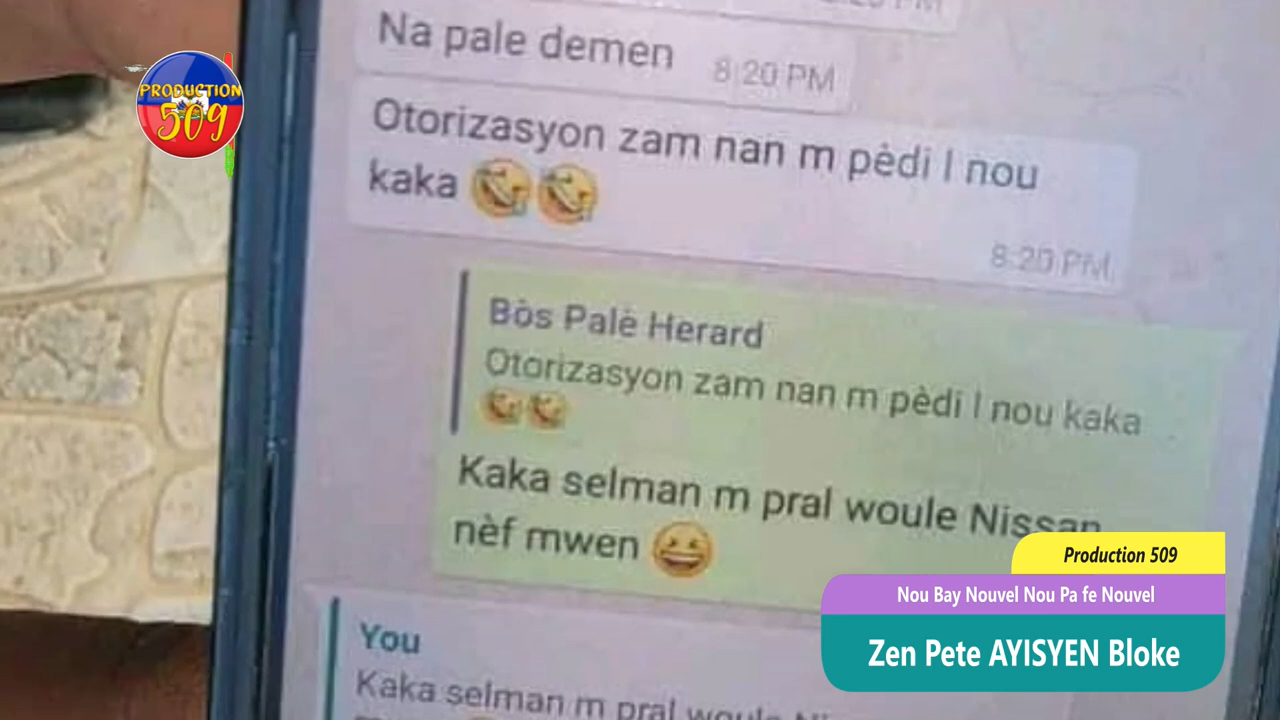 Na pale demen 8:20 PM
PRODUCTION
509
Otorizasyon zam nan m pèdi l nou
kaka 🤣🤣
8:20 PM
Bòs Palè Herard
Otorizasyon zam nan m pèdi l nou kaka
🤣🤣
Kaka selman m pral woule Nissan
nèf mwen 😀
You
Kaka selman m pral woule
Production 509
Nou Bay Nouvel Nou Pa fe Nouvel
Zen Pete AYISYEN Bloke